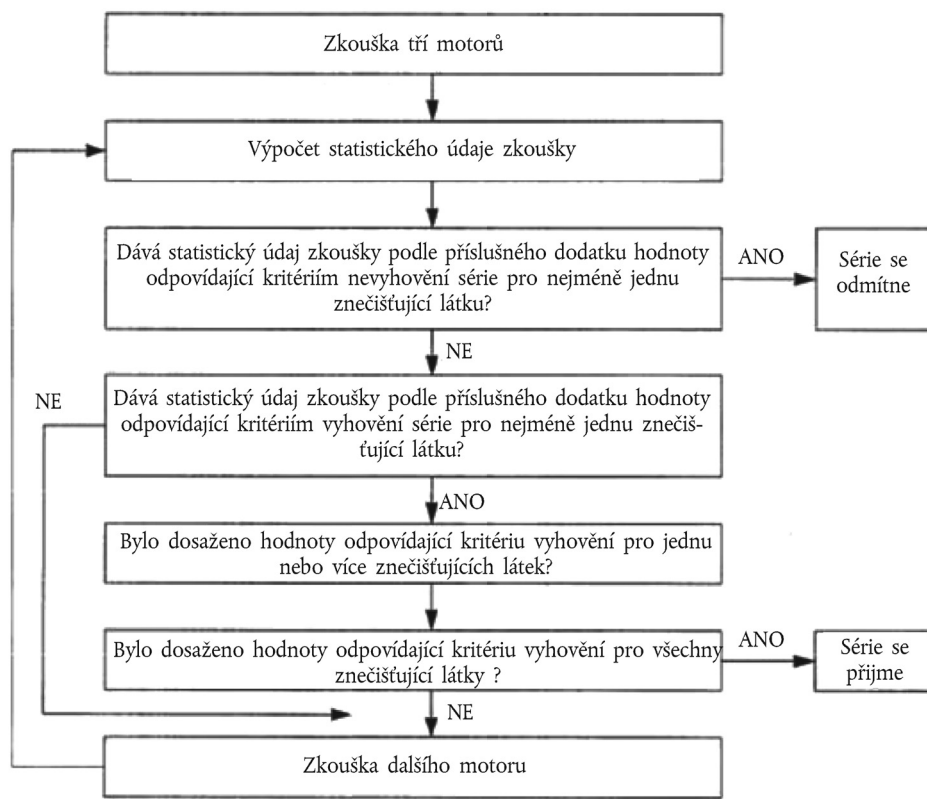 Zkouška tří motorů
Výpočet statistického údaje zkoušky
Dává statistický údaj zkoušky podle příslušného dodatku hodnoty
odpovídající kritériím nevyhovění série pro nejméně jednu
znečišťující látku?
ANO
Série se
odmítne
NE
Dává statistický údaj zkoušky podle příslušného dodatku hodnoty
odpovídající kritériím vyhovění série pro nejméně jednu znečiš-
ťující látku?
NE
ANO
Bylo dosaženo hodnoty odpovídající kritériu vyhovění pro jednu
nebo více znečišťujících látek?
Bylo dosaženo hodnoty odpovídající kritériu vyhovění pro všechny
znečišťující látky ?
ANO
Série se
přijme
NE
Zkouška dalšího motoru